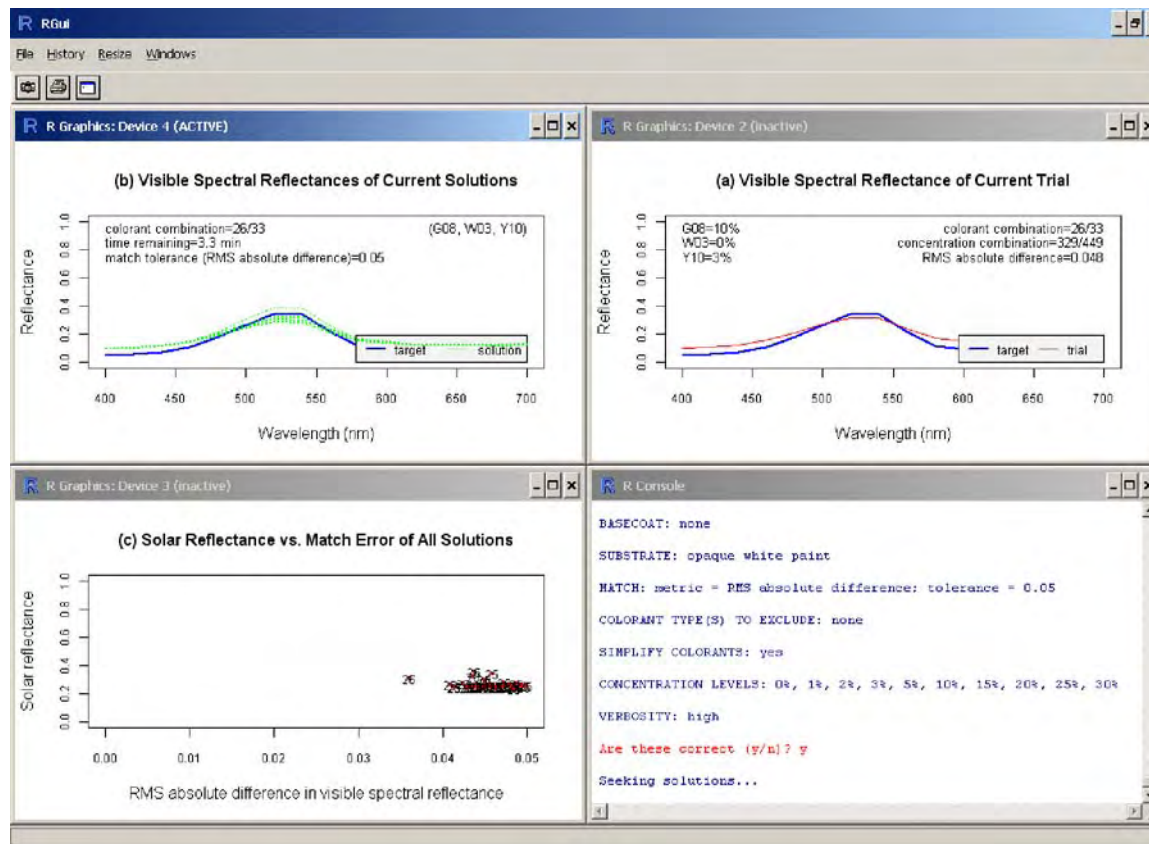 RGui
File History Resize Windows
R Graphics: Device 4 (ACTIVE)
(b) Visible Spectral Reflectances of Current Solutions
colorant combination=26/33
(G08, W03, Y10)
time remaining=3.3 min
match tolerance (RMS absolute difference)=0.05
Reflectance
0.0 0.2 0.4 0.6 0.8 1.0
target solution
400 450 500 550 600 650 700
Wavelength (nm)
R Graphics: Device 2 (inactive)
(a) Visible Spectral Reflectance of Current Trial
G08=10%
W03=0%
Y10=3%
colorant combination=26/33
concentration combination=329/449
RMS absolute difference=0.048
Reflectance
0.0 0.2 0.4 0.6 0.8 1.0
target trial
400 450 500 550 600 650 700
Wavelength (nm)
R Graphics: Device 3 (inactive)
(c) Solar Reflectance vs. Match Error of All Solutions
Solar reflectance
0.0 0.2 0.4 0.6 0.8 1.0
26
0.00 0.01 0.02 0.03 0.04 0.05
RMS absolute difference in visible spectral reflectance
R Console
BASECOAT: none
SUBSTRATE: opaque white paint
MATCH: metric = RMS absolute difference; tolerance = 0.05
COLORANT TYPE(S) TO EXCLUDE: none
SIMPLIFY COLORANTS: yes
CONCENTRATION LEVELS: 0%, 1%, 2%, 3%, 5%, 10%, 15%, 20%, 25%, 30%
VERBOSITY: high
Are these correct (y/n)? y
Seeking solutions...